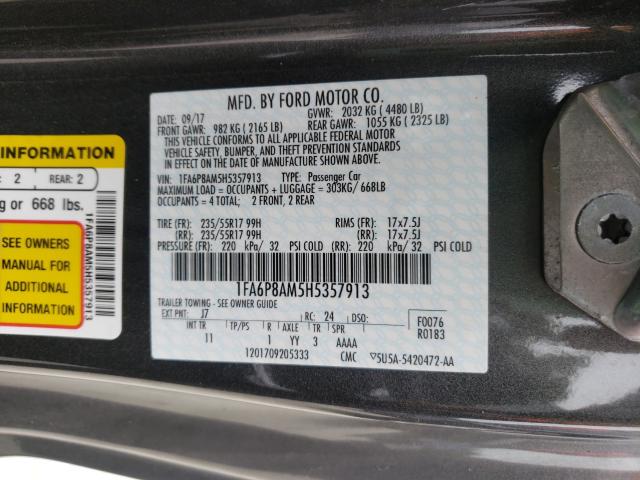 MFD. BY FORD MOTOR CO.
DATE: 09/17 GVWR: 2032 KG ( 4480 LB)
FRONT GAWR: 982 KG (2165 LB) REAR GAWR: 1055 KG (2325 LB)
THIS VEHICLE CONFORMS TO ALL APPLICABLE FEDERAL MOTOR
VEHICLE SAFETY, BUMPER, AND THEFT PREVENTION STANDARDS
IN EFFECT ON THE DATE OF MANUFACTURE SHOWN ABOVE.
VIN: 1FA6P8AM5H5357913 TYPE: Passenger Car
MAXIMUM LOAD = OCCUPANTS + LUGGAGE = 303KG/ 668LB
OCCUPANTS = 4 TOTAL; 2 FRONT, 2 REAR
TIRE (FR): 235/55R17 99H RIMS (FR): 17x7.5J
(RR): 235/55R17 99H (RR): 17x7.5J
PRESSURE (FR): 220 kPa/ 32 PSI COLD (RR): 220 kPa/ 32 PSI COLD
1FA6P8AM5H5357913
TRAILER TOWING - SEE OWNER GUIDE
EXT PNT: J7 RC: 24 DSO: F0076
R0183
INT TR TP/PS R AXLE TR SPR
11 1 YY 3 AAAA
1201709205333 CMC 5USA-5420472-AA
INFORMATION
: 2 REAR: 2
g or 668 lbs.
SEE OWNERS
MANUAL FOR
ADDITIONAL
INFORMATION
1FA6P8AM5H5357913